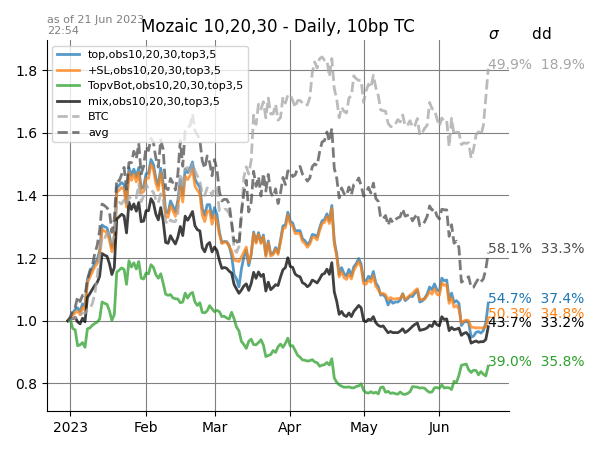 as of 21 Jun 2023
22:54
Mozaic 10,20,30 - Daily, 10bp TC
σ dd
top,obs10,20,30,top3,5
+SL,obs10,20,30,top3,5
TopvBot,obs10,20,30,top3,5
mix,obs10,20,30,top3,5
BTC
avg
1.8
1.6
1.4
1.2
1.0
0.8
49.9% 18.9%
58.1% 33.3%
54.7% 37.4%
50.3% 34.8%
43.7% 33.2%
39.0% 35.8%
2023 Feb Mar Apr May Jun